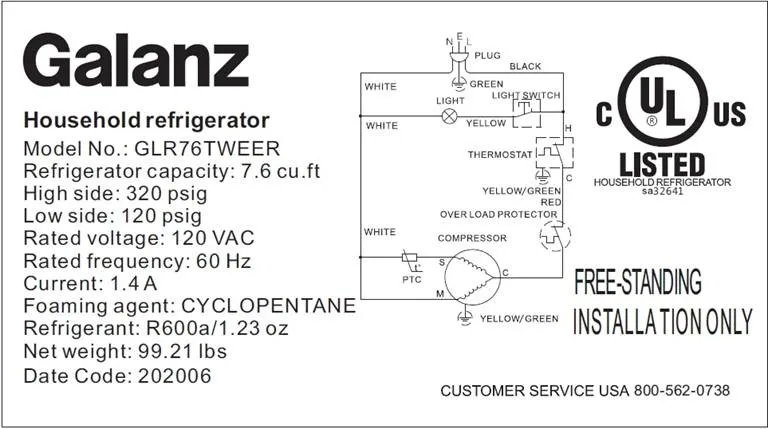 Galanz
Household refrigerator
Model No.: GLR76TWEER
Refrigerator capacity: 7.6 cu.ft
High side: 320 psig
Low side: 120 psig
Rated voltage: 120 VAC
Rated frequency: 60 Hz
Current: 1.4 A
Foaming agent: CYCLOPENTANE
Refrigerant: R600a/1.23 oz
Net weight: 99.21 lbs
Date Code: 202006
N E L
PLUG
BLACK
WHITE
GREEN
LIGHT
LIGHT SWITCH
WHITE
YELLOW
H
THERMOSTAT
C
YELLOW/GREEN
RED
OVER LOAD PROTECTOR
WHITE
COMPRESSOR
S
t°
PTC
C
M
YELLOW/GREEN
C UL US
®
LISTED
HOUSEHOLD REFRIGERATOR
sa32641
FREE-STANDING
INSTALLATION ONLY
CUSTOMER SERVICE USA 800-562-0738